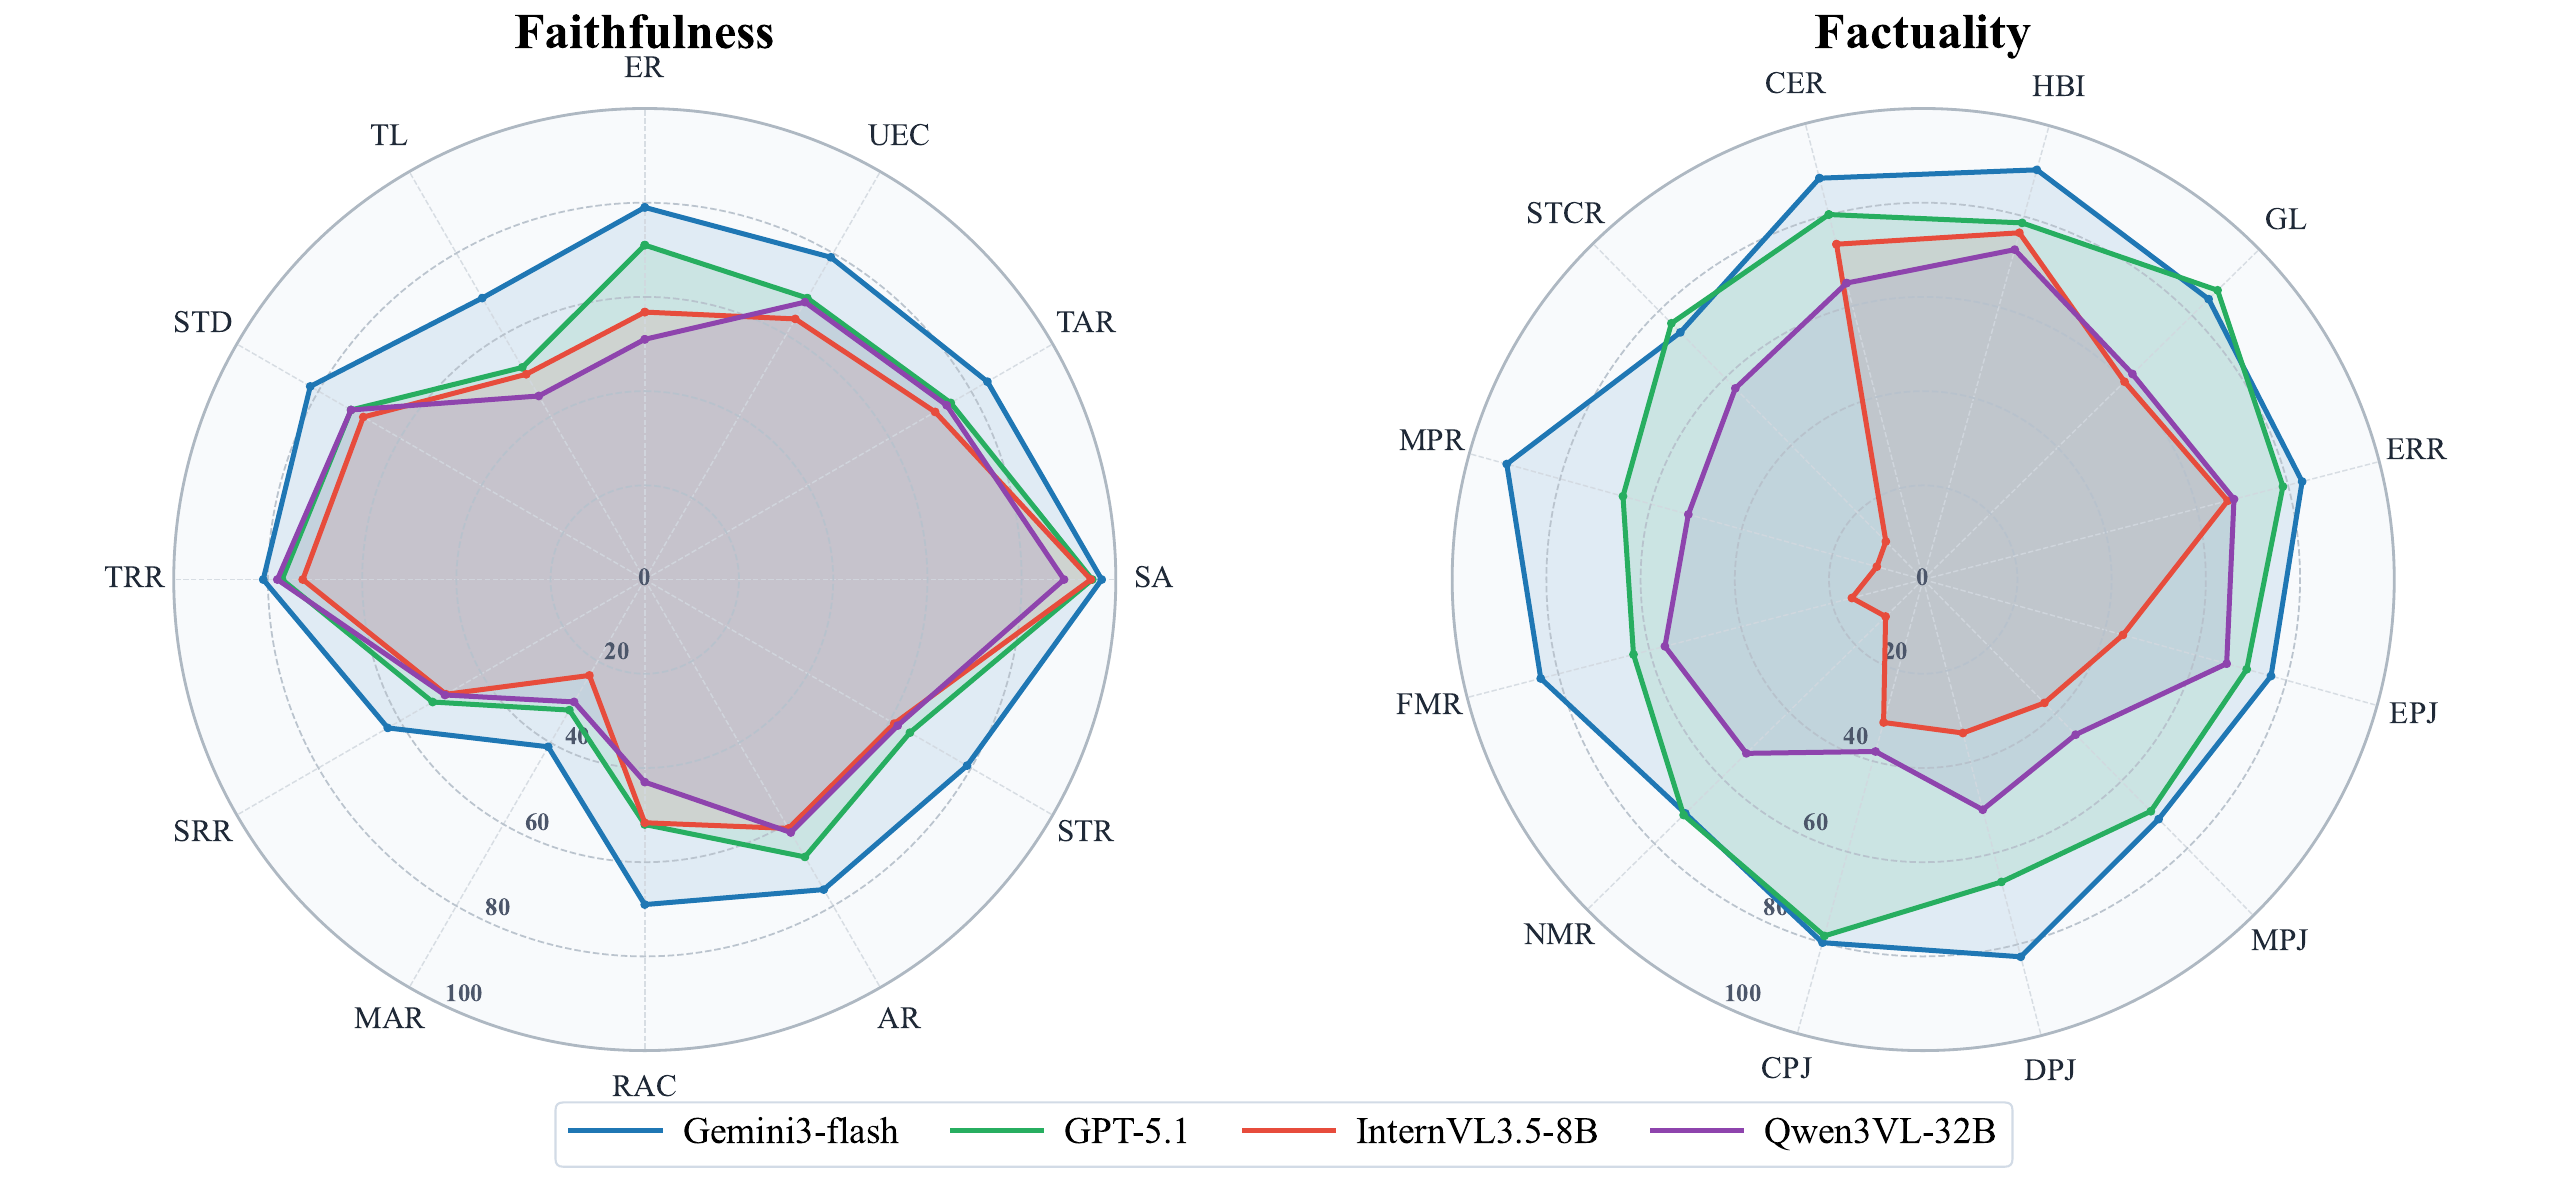 Faithfulness
ER
UEC
TAR
SA
STR
AR
RAC
MAR
SRR
TRR
STD
TL
0
20
40
60
80
100
Factuality
CER
HBI
GL
ERR
EPJ
MPJ
DPJ
CPJ
NMR
FMR
MPR
STCR
0
20
40
60
80
100
Gemini3-flash GPT-5.1 InternVL3.5-8B Qwen3VL-32B